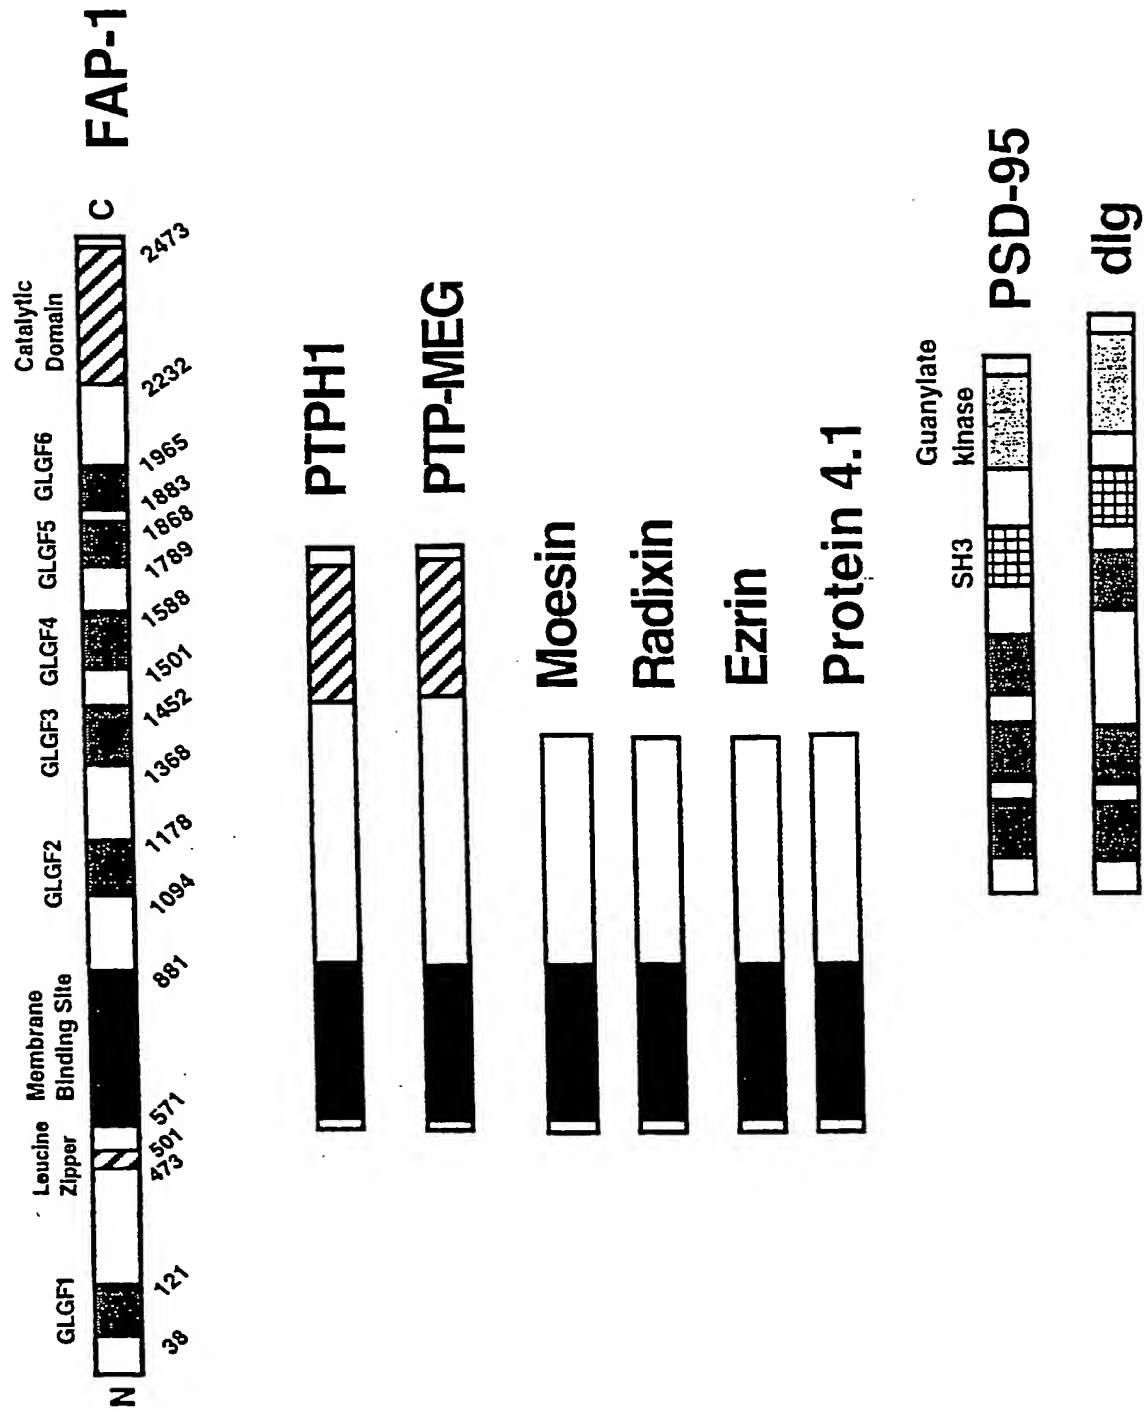 GLGF1
Leucine
Zipper
Membrane
Binding Site
GLGF2
GLGF3
GLGF4
GLGF5
GLGF6
Catalytic
Domain
N
C
FAP-1
38
121
473
501
571
881
1094
1178
1368
1452
1501
1588
1789
1868
1883
1965
2232
2473
PTPH1
PTP-MEG
Moesin
Radixin
Ezrin
Protein 4.1
SH3
Guanylate
kinase
PSD-95
dlg